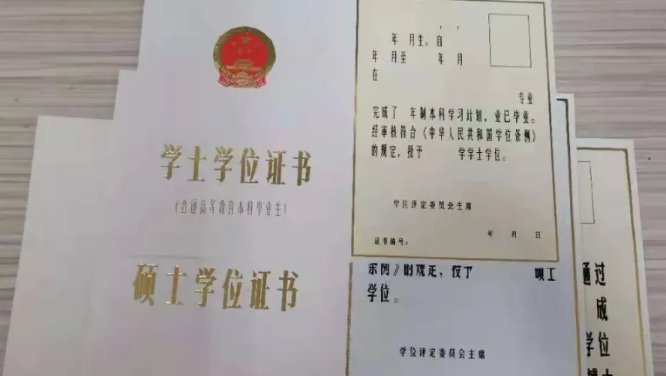 学士学位证书
(普通高等教育本科毕业生)
硕士学位证书
年 月生。自
年 月至 年 月
在
专业
完成了 年制本科学习计划，业已毕业。
经审核符合《中华人民共和国学位条例》
的规定，授予 学学士学位。
学位评定委员会主席
证书编号： 年 月 日
条例》的规定，授予 硕士
学位。
学位评定委员会主席
通过
成
学位
博士